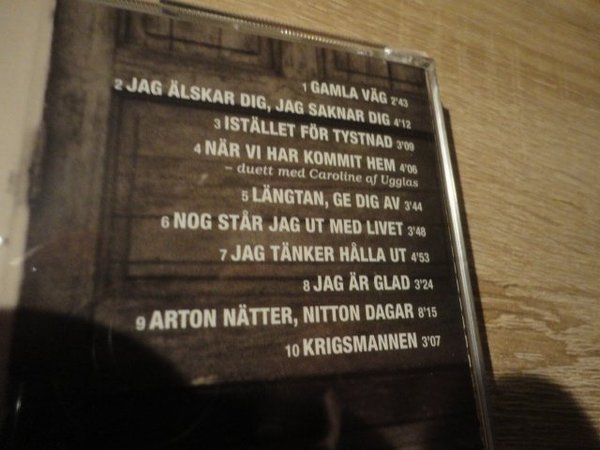 1 GAMLA VÄG 2'43
2 JAG ÄLSKAR DIG, JAG SAKNAR DIG 4'12
3 ISTÄLLET FÖR TYSTNAD 3'09
4 NÄR VI HAR KOMMIT HEM 4'06
– duett med Caroline af Ugglas
5 LÄNGTAN, GE DIG AV 3'44
6 NOG STÅR JAG UT MED LIVET 3'48
7 JAG TÄNKER HÅLLA UT 4'53
8 JAG ÄR GLAD 3'24
9 ARTON NÄTTER, NITTON DAGAR 8'15
10 KRIGSMANNEN 3'07